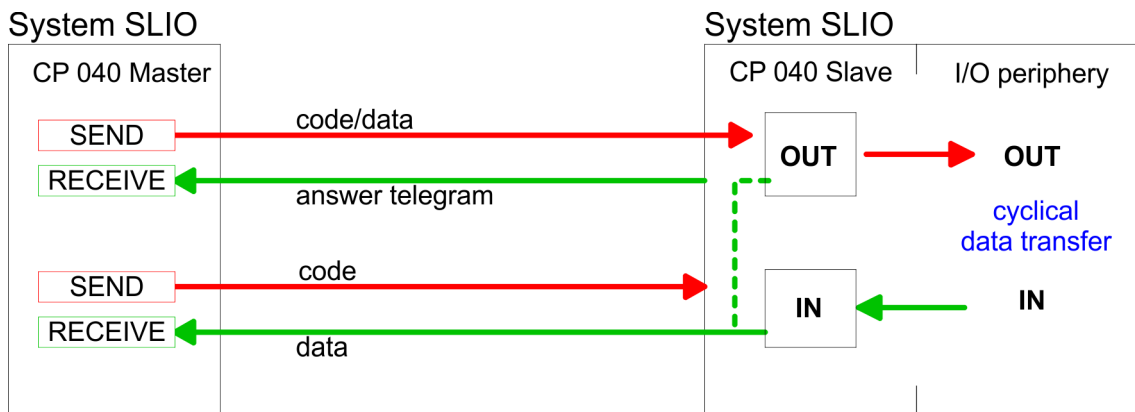 System SLIO
System SLIO
CP 040 Master
CP 040 Slave
I/O periphery
SEND
code/data
OUT
OUT
RECEIVE
answer telegram
cyclical
data transfer
SEND
code
IN
IN
RECEIVE
data